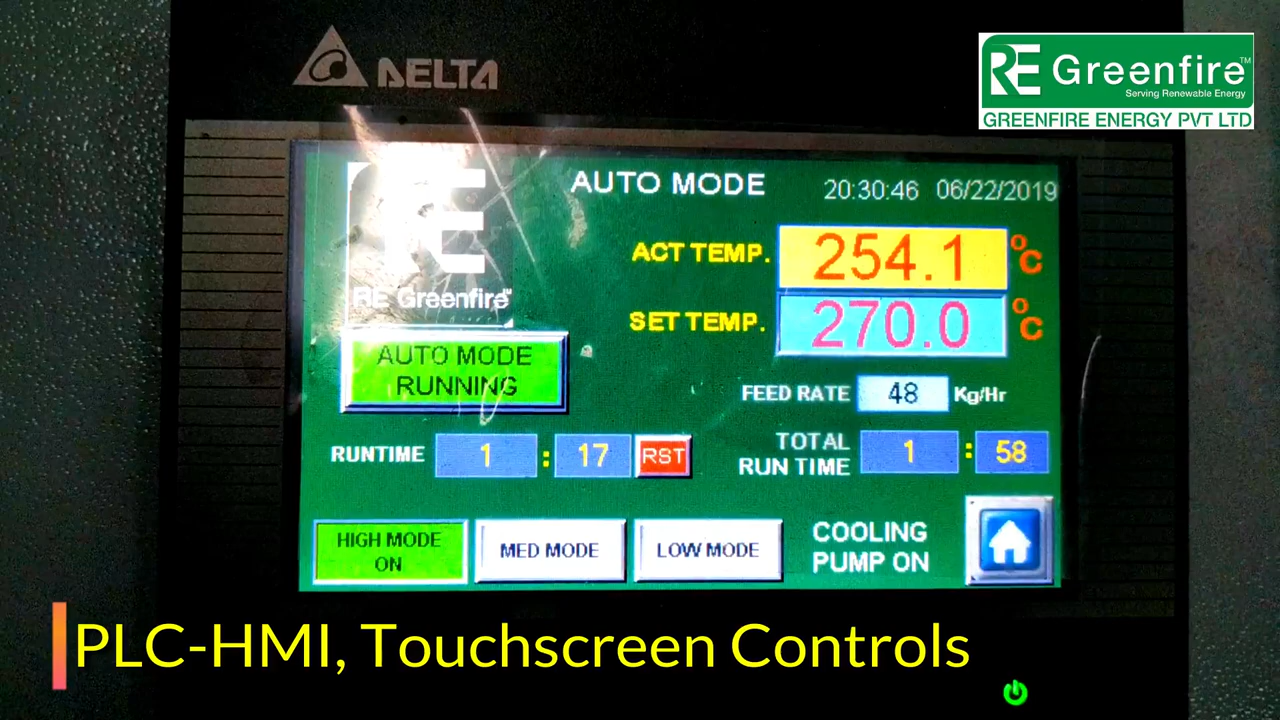 DELTA
RE Greenfire™
Serving Renewable Energy
GREENFIRE ENERGY PVT LTD
AUTO MODE
20:30:46 06/22/2019
RE
RE Greenfire™
ACT TEMP. 254.1 °C
SET TEMP. 270.0 °C
AUTO MODE
RUNNING
FEED RATE 48 Kg/Hr
RUNTIME 1 : 17 RST
TOTAL
RUN TIME 1 : 58
HIGH MODE
ON
MED MODE
LOW MODE
COOLING
PUMP ON
PLC-HMI, Touchscreen Controls